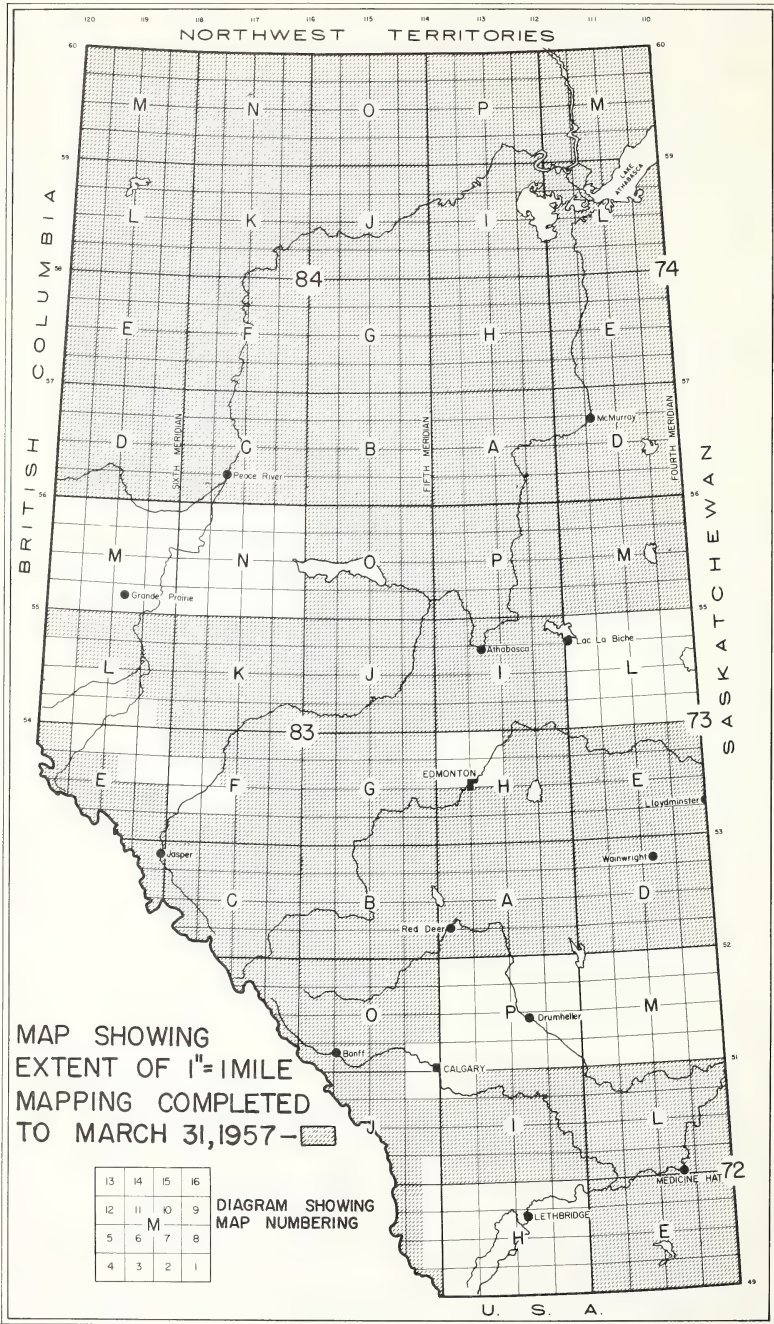 120 119 118 117 116 115 114 113 112 111 110
NORTHWEST TERRITORIES
60 60
M N O P M
59 59
LAKE ATHABASCA
L K J I L
58
84 74
BRITISH COLUMBIA
E F G H E
57 57
McMurray
SIXTH MERIDIAN
FIFTH MERIDIAN
FOURTH MERIDIAN
D C B A D
Peace River
56 56
SASKATCHEWAN
M N O P M
Grande Prairie
55 55
Athabasca
Lac La Biche
L K J I L
54
83 73
EDMONTON
E F G H E
Lloydminster
53
Jasper
Wainwright
C B A D
Red Deer
52
O P M
Drumheller
Banff
51
CALGARY
MAP SHOWING
EXTENT OF 1"= 1 MILE
MAPPING COMPLETED
TO MARCH 31, 1957 –
J I L
MEDICINE HAT
72
LETHBRIDGE
H E
49
13 14 15 16
12 11 10 9
M
5 6 7 8
4 3 2 1
DIAGRAM SHOWING
MAP NUMBERING
U. S. A.